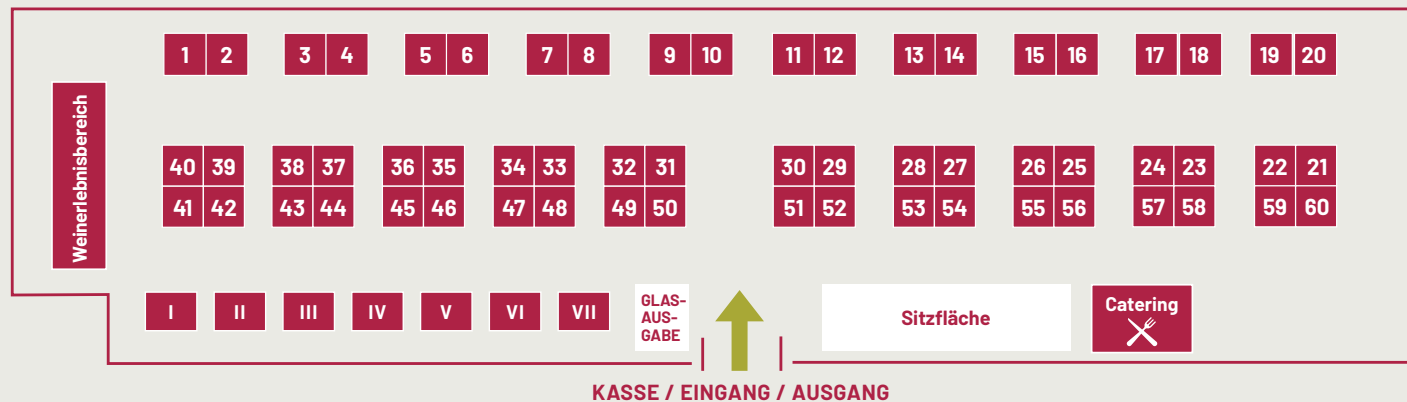 1 2 3 4 5 6 7 8 9 10 11 12 13 14 15 16 17 18 19 20
Weinerlebnisbereich
40 39 38 37 36 35 34 33 32 31 30 29 28 27 26 25 24 23 22 21
41 42 43 44 45 46 47 48 49 50 51 52 53 54 55 56 57 58 59 60
I II III IV V VI VII
GLAS-
AUS-
GABE
Sitzfläche
Catering
KASSE / EINGANG / AUSGANG